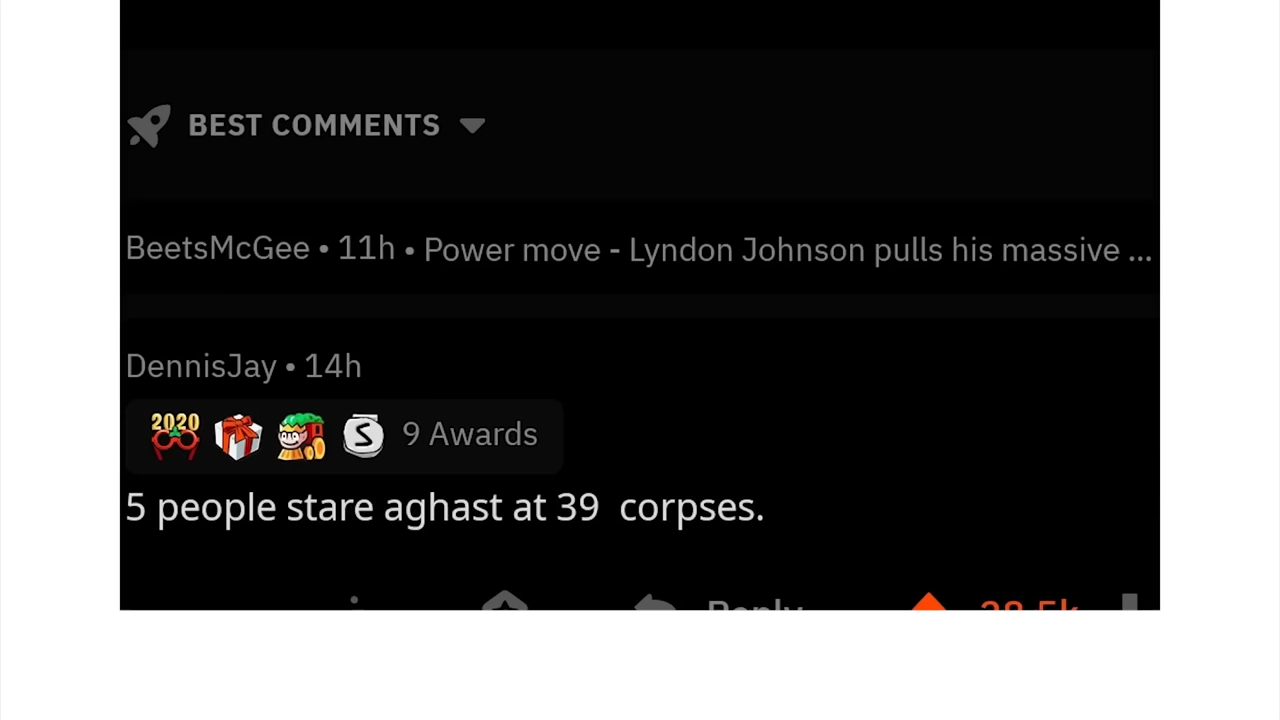 BEST COMMENTS
BeetsMcGee • 11h • Power move - Lyndon Johnson pulls his massive ...
DennisJay • 14h
2020 S 9 Awards
5 people stare aghast at 39 corpses.
Reply